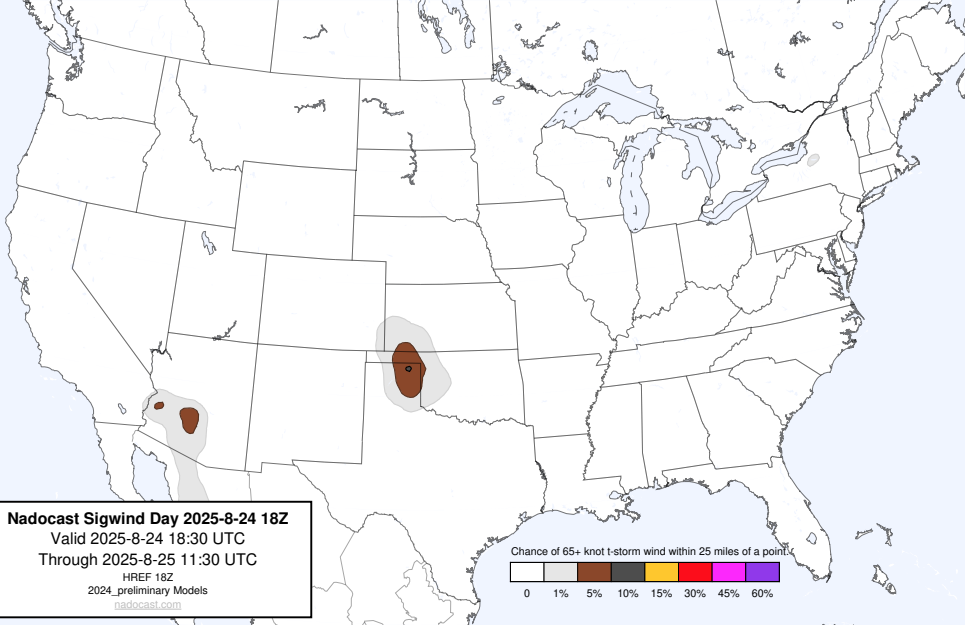 Nadocast Sigwind Day 2025-8-24 18Z
Valid 2025-8-24 18:30 UTC
Through 2025-8-25 11:30 UTC
HREF 18Z
2024_preliminary Models
nadocast.com
Chance of 65+ knot t-storm wind within 25 miles of a point.
0 1% 5% 10% 15% 30% 45% 60%